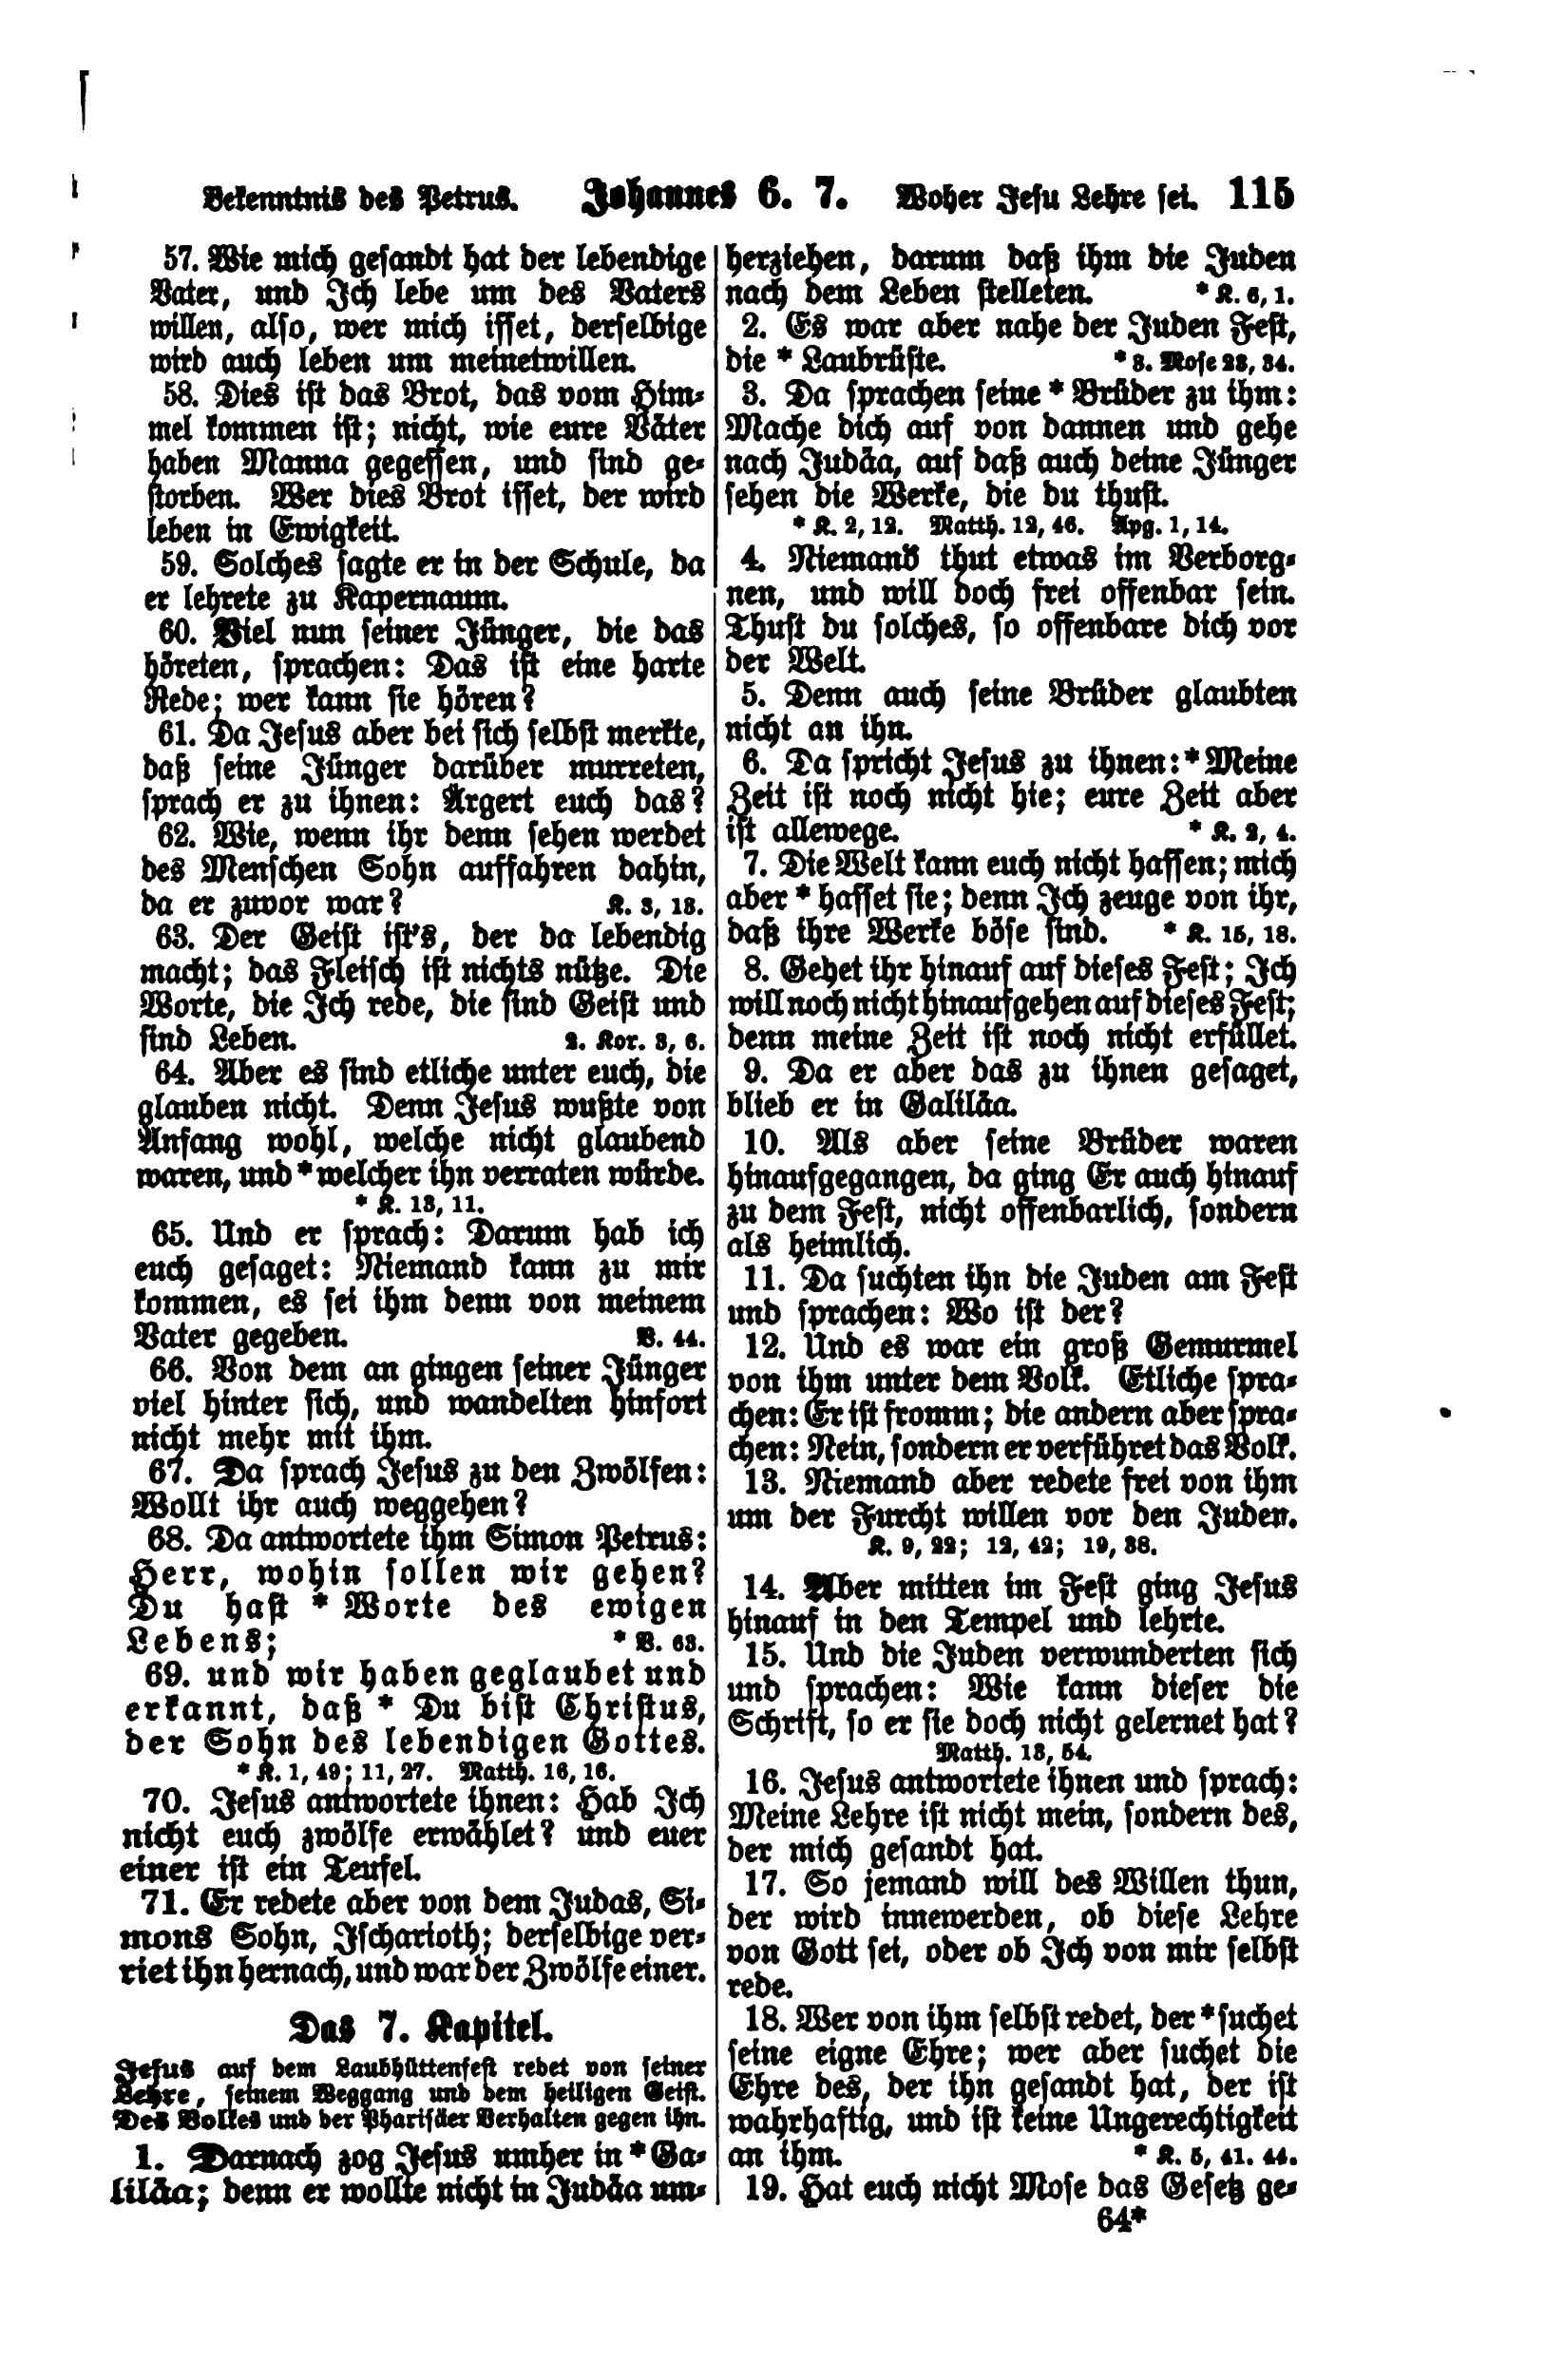 Bekenntnis des Petrus. Johannes 6. 7. Woher Jesu Lehre sei. 115
57. Wie mich gesandt hat der lebendige
Vater, und Ich lebe um des Vaters
willen, also, wer mich isset, derselbige
wird auch leben um meinetwillen.
58. Dies ist das Brot, das vom Him-
mel kommen ist; nicht, wie eure Väter
haben Manna gegessen, und sind ge-
storben. Wer dies Brot isset, der wird
leben in Ewigkeit.
59. Solches sagte er in der Schule, da
er lehrete zu Kapernaum.
60. Viel nun seiner Jünger, die das
höreten, sprachen: Das ist eine harte
Rede; wer kann sie hören?
61. Da Jesus aber bei sich selbst merkte,
daß seine Jünger darüber murreten,
sprach er zu ihnen: Ärgert euch das?
62. Wie, wenn ihr denn sehen werdet
des Menschen Sohn auffahren dahin,
da er zuvor war? K. 3, 13.
63. Der Geist ist's, der da lebendig
macht; das Fleisch ist nichts nütze. Die
Worte, die Ich rede, die sind Geist und
sind Leben. 2. Kor. 3, 6.
64. Aber es sind etliche unter euch, die
glauben nicht. Denn Jesus wußte von
Anfang wohl, welche nicht glaubend
waren, und * welcher ihn verraten würde.
* K. 13, 11.
65. Und er sprach: Darum hab ich
euch gesaget: Niemand kann zu mir
kommen, es sei ihm denn von meinem
Vater gegeben. V. 44.
66. Von dem an gingen seiner Jünger
viel hinter sich, und wandelten hinfort
nicht mehr mit ihm.
67. Da sprach Jesus zu den Zwölfen:
Wollt ihr auch weggehen?
68. Da antwortete ihm Simon Petrus:
Herr, wohin sollen wir gehen?
Du hast * Worte des ewigen
Lebens; * V. 63.
69. und wir haben geglaubet und
erkannt, daß * Du bist Christus,
der Sohn des lebendigen Gottes.
* K. 1, 49; 11, 27. Matth. 16, 16.
70. Jesus antwortete ihnen: Hab Ich
nicht euch zwölfe erwählet? und euer
einer ist ein Teufel.
71. Er redete aber von dem Judas, Si-
mons Sohn, Ischarioth; derselbige ver-
riet ihn hernach, und war der Zwölfe einer.
Das 7. Kapitel.
Jesus auf dem Laubhüttenfest redet von seiner
Lehre, seinem Weggang und dem heiligen Geist.
Des Volkes und der Pharisäer Verhalten gegen ihn.
1. Darnach zog Jesus umher in * Ga-
liläa; denn er wollte nicht in Judäa um-
herziehen, darum daß ihm die Juden
nach dem Leben stelleten. * K. 6, 1.
2. Es war aber nahe der Juden Fest,
die * Laubrüste. * 3. Mose 23, 34.
3. Da sprachen seine * Brüder zu ihm:
Mache dich auf von dannen und gehe
nach Judäa, auf daß auch deine Jünger
sehen die Werke, die du thust.
* K. 2, 12. Matth. 12, 46. Apg. 1, 14.
4. Niemand thut etwas im Verborg-
nen, und will doch frei offenbar sein.
Thust du solches, so offenbare dich vor
der Welt.
5. Denn auch seine Brüder glaubten
nicht an ihn.
6. Da spricht Jesus zu ihnen: * Meine
Zeit ist noch nicht hie; eure Zeit aber
ist allewege. * K. 2, 4.
7. Die Welt kann euch nicht hassen; mich
aber * hasset sie; denn Ich zeuge von ihr,
daß ihre Werke böse sind. * K. 15, 18.
8. Gehet ihr hinauf auf dieses Fest; Ich
will noch nicht hinaufgehen auf dieses Fest;
denn meine Zeit ist noch nicht erfüllet.
9. Da er aber das zu ihnen gesaget,
blieb er in Galiläa.
10. Als aber seine Brüder waren
hinaufgegangen, da ging Er auch hinauf
zu dem Fest, nicht offenbarlich, sondern
als heimlich.
11. Da suchten ihn die Juden am Fest
und sprachen: Wo ist der?
12. Und es war ein groß Gemurmel
von ihm unter dem Volk. Etliche spra-
chen: Er ist fromm; die andern aber spra-
chen: Nein, sondern er verführet das Volk.
13. Niemand aber redete frei von ihm
um der Furcht willen vor den Juden.
K. 9, 22; 12, 42; 19, 38.
14. Aber mitten im Fest ging Jesus
hinauf in den Tempel und lehrte.
15. Und die Juden verwunderten sich
und sprachen: Wie kann dieser die
Schrift, so er sie doch nicht gelernet hat?
Matth. 13, 54.
16. Jesus antwortete ihnen und sprach:
Meine Lehre ist nicht mein, sondern des,
der mich gesandt hat.
17. So jemand will des Willen thun,
der wird innewerden, ob diese Lehre
von Gott sei, oder ob Ich von mir selbst
rede.
18. Wer von ihm selbst redet, der * suchet
seine eigne Ehre; wer aber suchet die
Ehre des, der ihn gesandt hat, der ist
wahrhaftig, und ist keine Ungerechtigkeit
an ihm. * K. 5, 41. 44.
19. Hat euch nicht Mose das Gesetz ge-
64*